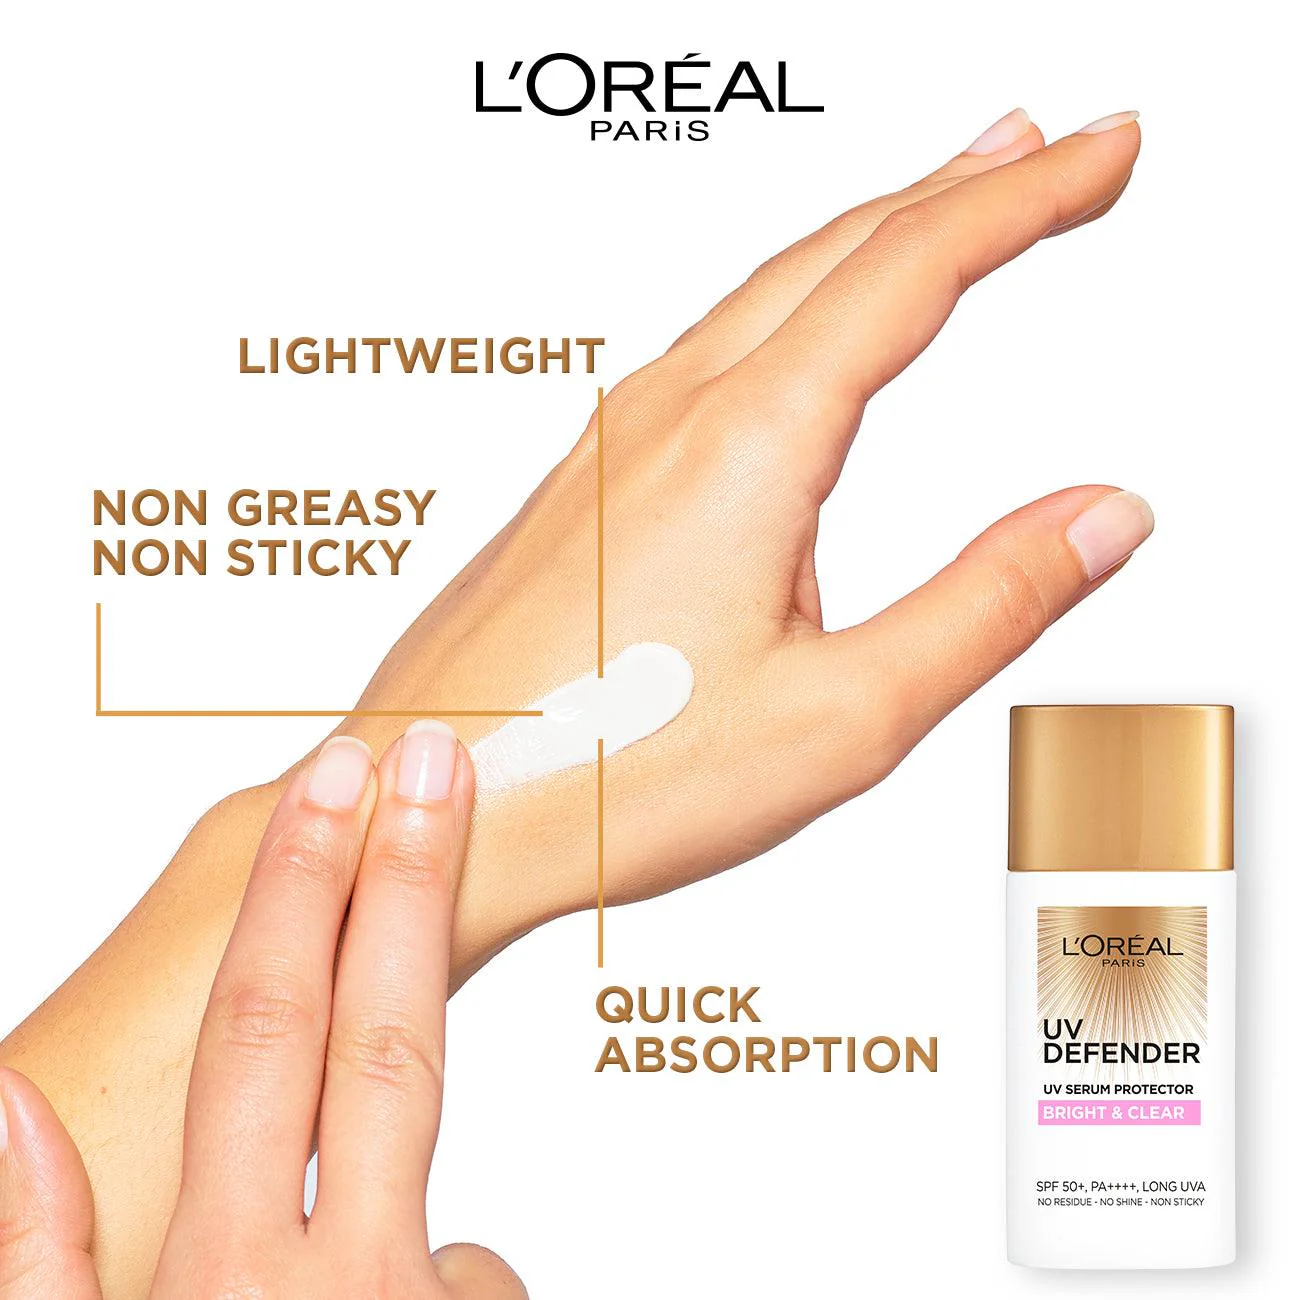 L'ORÉAL
PARiS
LIGHTWEIGHT
NON GREASY
NON STICKY
QUICK
ABSORPTION
L'ORÉAL
PARiS
UV
DEFENDER
UV SERUM PROTECTOR
BRIGHT & CLEAR
SPF 50+, PA++++, LONG UVA
NO RESIDUE - NO SHINE - NON STICKY